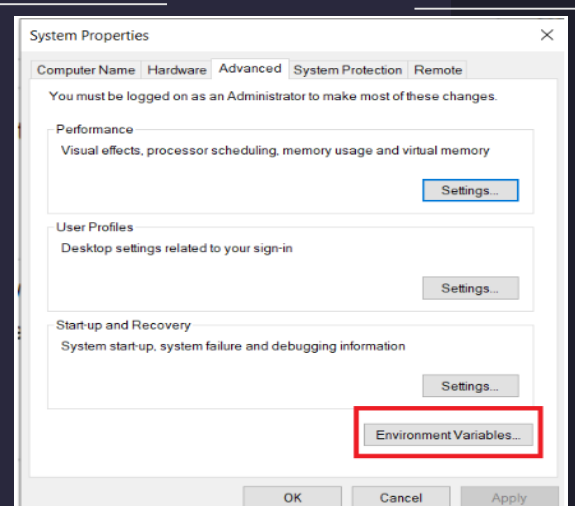 System Properties
Computer Name Hardware Advanced System Protection Remote
You must be logged on as an Administrator to make most of these changes.
Performance
Visual effects, processor scheduling, memory usage and virtual memory
Settings...
User Profiles
Desktop settings related to your sign-in
Settings...
Start-up and Recovery
System start-up, system failure and debugging information
Settings...
Environment Variables...
OK Cancel Apply